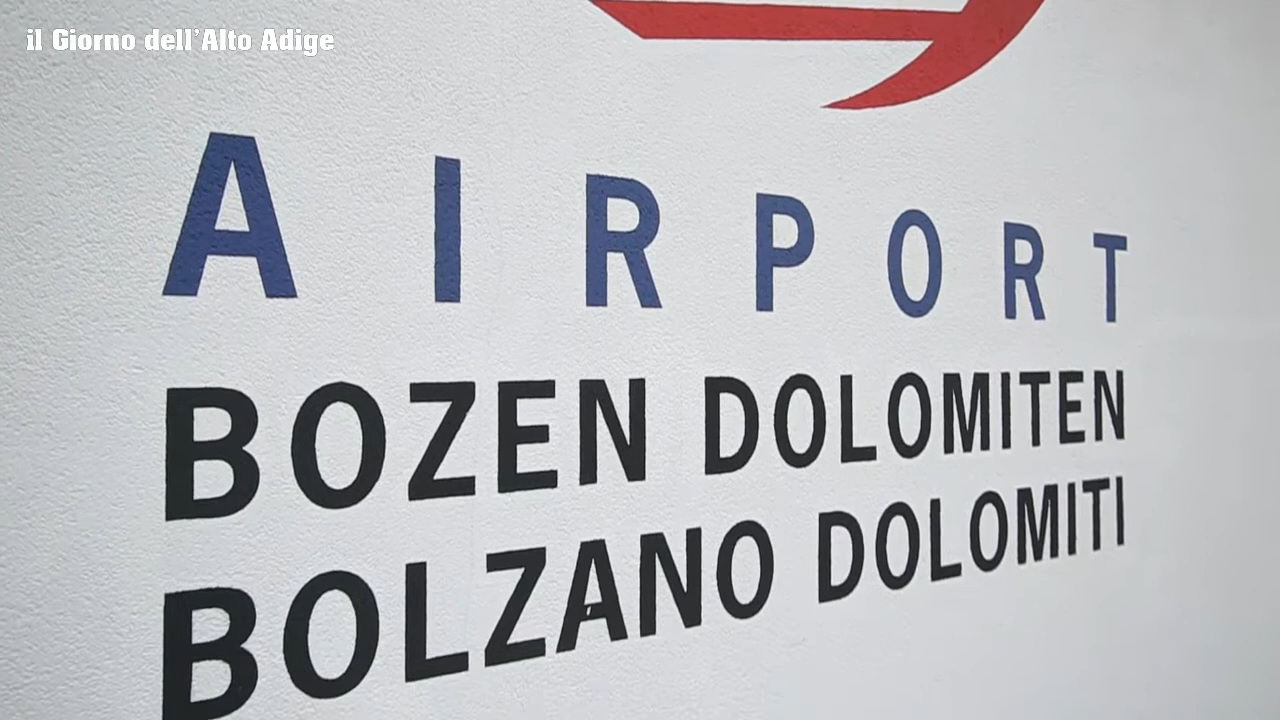 il Giorno dell'Alto Adige
AIRPORT
BOZEN DOLOMITEN
BOLZANO DOLOMITI